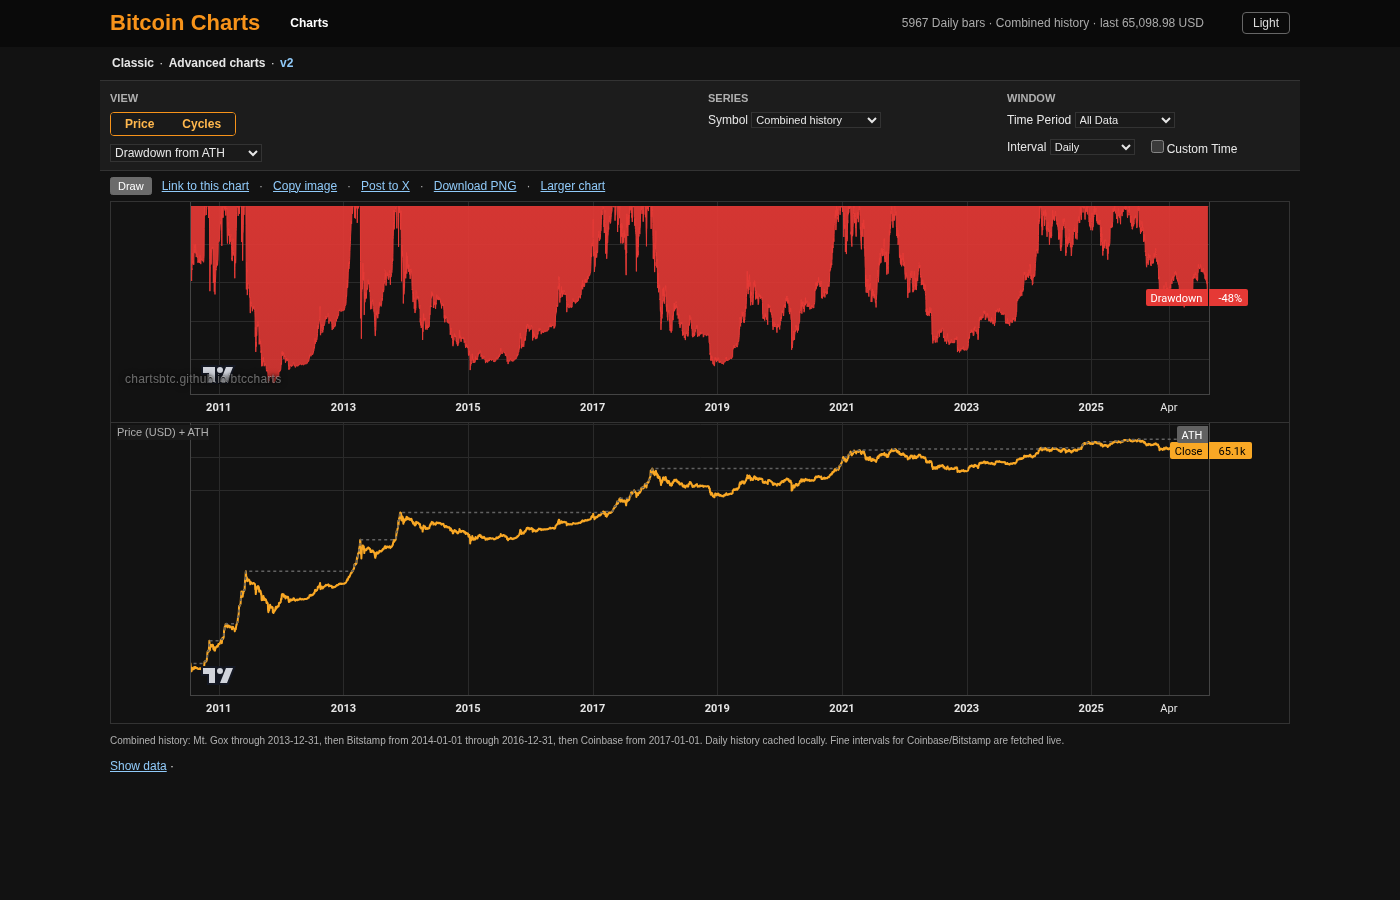 Bitcoin Charts
Charts
5967 Daily bars · Combined history · last 65,098.98 USD
Light
Classic · Advanced charts · v2
VIEW
Price Cycles
Drawdown from ATH
SERIES
Symbol Combined history
WINDOW
Time Period All Data
Interval Daily Custom Time
Draw Link to this chart · Copy image · Post to X · Download PNG · Larger chart
Drawdown -48%
chartsbtc.github.io/btccharts
2011 2013 2015 2017 2019 2021 2023 2025 Apr
Price (USD) + ATH
ATH
Close 65.1k
2011 2013 2015 2017 2019 2021 2023 2025 Apr
Combined history: Mt. Gox through 2013-12-31, then Bitstamp from 2014-01-01 through 2016-12-31, then Coinbase from 2017-01-01. Daily history cached locally. Fine intervals for Coinbase/Bitstamp are fetched live.
Show data ·